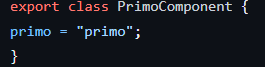 export class PrimoComponent {
primo = "primo";
}